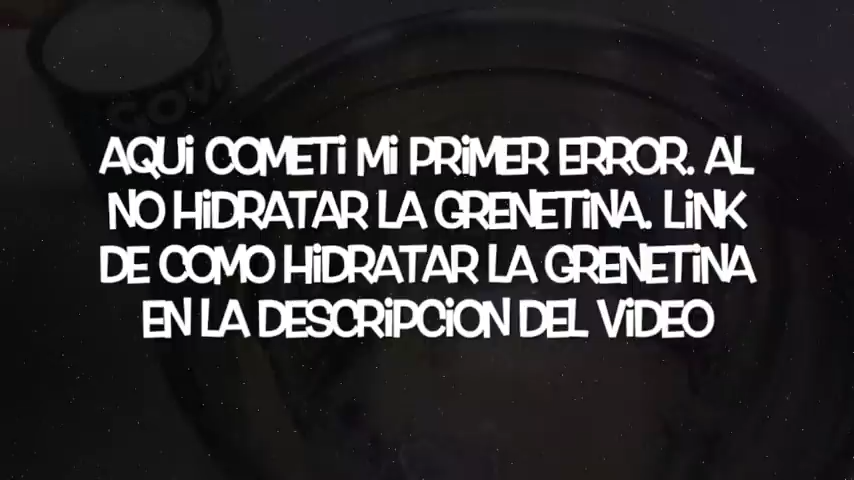 AQUi COMETi Mi PRiMER ERROR. AL
NO HiDRATAR LA GRENETiNA. LiNK
DE COMO HiDRATAR LA GRENETiNA
EN LA DESCRiPCiON DEL ViDEO